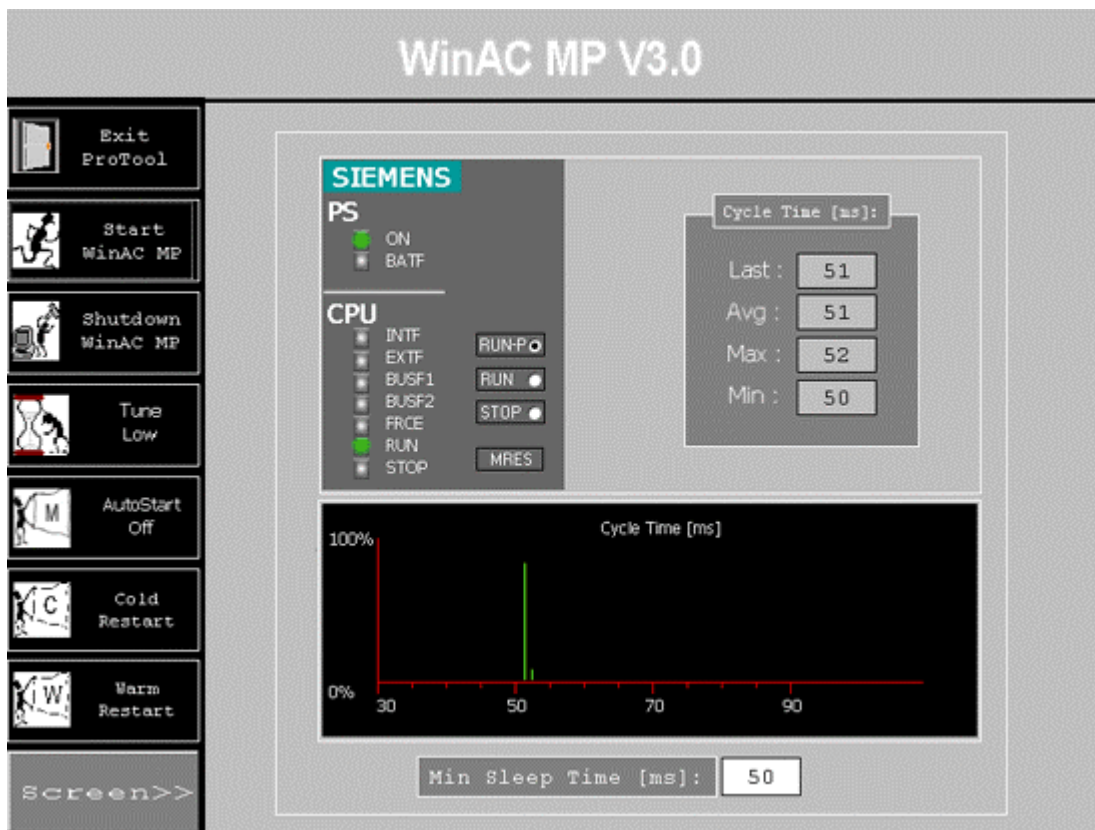 WinAC MP V3.0
Exit
ProTool
Start
WinAC MP
Shutdown
WinAC MP
Tune
Low
M
AutoStart
Off
C
Cold
Restart
W
Warm
Restart
Screen>>
SIEMENS
PS
ON
BATF
CPU
INTF
EXTF
BUSF1
BUSF2
FRCE
RUN
STOP
RUN-P
RUN
STOP
MRES
Cycle Time [ms]:
Last : 51
Avg : 51
Max : 52
Min : 50
Cycle Time [ms]
100%
0%
30 50 70 90
Min Sleep Time [ms]: 50